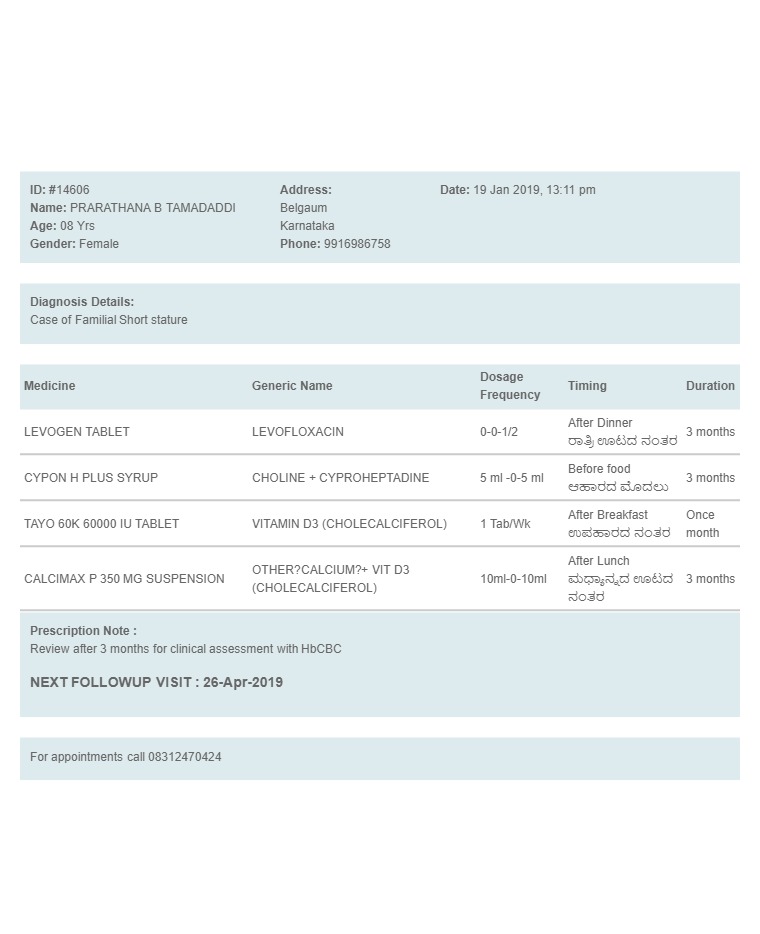 ID: #14606
Name: PRARATHANA B TAMADADDI
Age: 08 Yrs
Gender: Female
Address:
Belgaum
Karnataka
Phone: 9916986758
Date: 19 Jan 2019, 13:11 pm
Diagnosis Details:
Case of Familial Short stature
Medicine Generic Name Dosage Frequency Timing Duration
LEVOGEN TABLET LEVOFLOXACIN 0-0-1/2 After Dinner ರಾತ್ರಿ ಊಟದ ನಂತರ 3 months
CYPON H PLUS SYRUP CHOLINE + CYPROHEPTADINE 5 ml -0-5 ml Before food ಆಹಾರದ ಮೊದಲು 3 months
TAYO 60K 60000 IU TABLET VITAMIN D3 (CHOLECALCIFEROL) 1 Tab/Wk After Breakfast ಉಪಹಾರದ ನಂತರ Once month
CALCIMAX P 350 MG SUSPENSION OTHER?CALCIUM?+ VIT D3 (CHOLECALCIFEROL) 10ml-0-10ml After Lunch ಮಧ್ಯಾನ್ನದ ಊಟದ ನಂತರ 3 months
Prescription Note :
Review after 3 months for clinical assessment with HbCBC
NEXT FOLLOWUP VISIT : 26-Apr-2019
For appointments call 08312470424